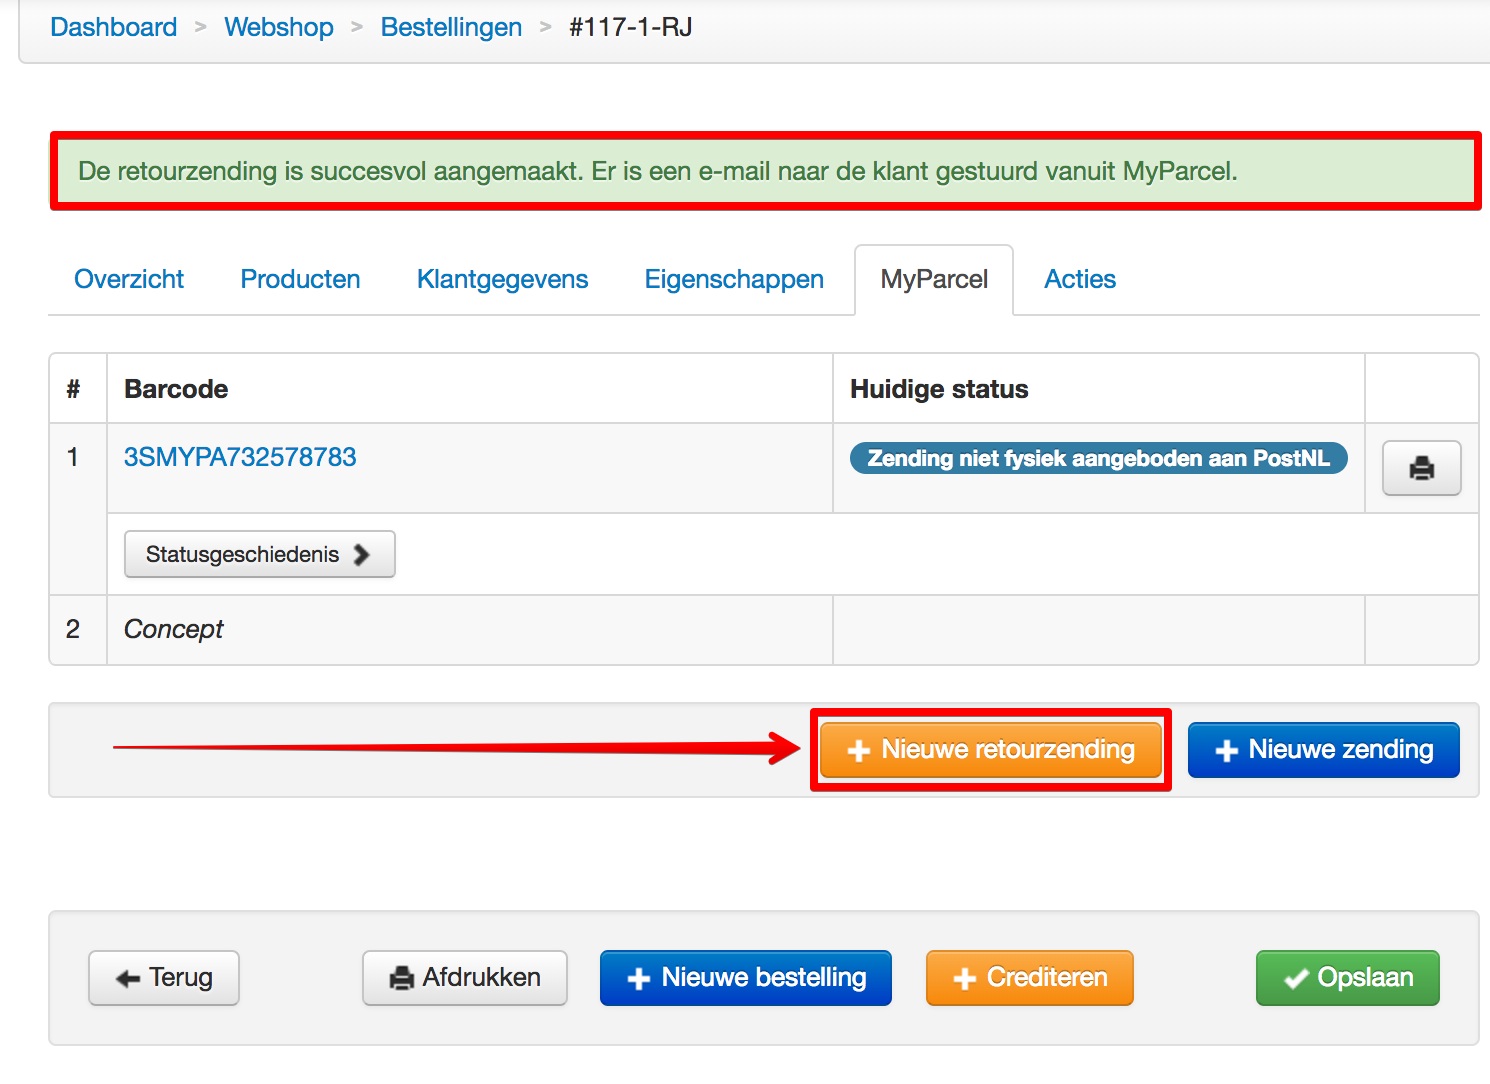 Dashboard > Webshop > Bestellingen > #117-1-RJ
De retourzending is succesvol aangemaakt. Er is een e-mail naar de klant gestuurd vanuit MyParcel.
Overzicht Producten Klantgegevens Eigenschappen MyParcel Acties
# Barcode Huidige status
1 3SMYPA732578783 Zending niet fysiek aangeboden aan PostNL
Statusgeschiedenis
2 Concept
Nieuwe retourzending Nieuwe zending
Terug Afdrukken Nieuwe bestelling Crediteren Opslaan